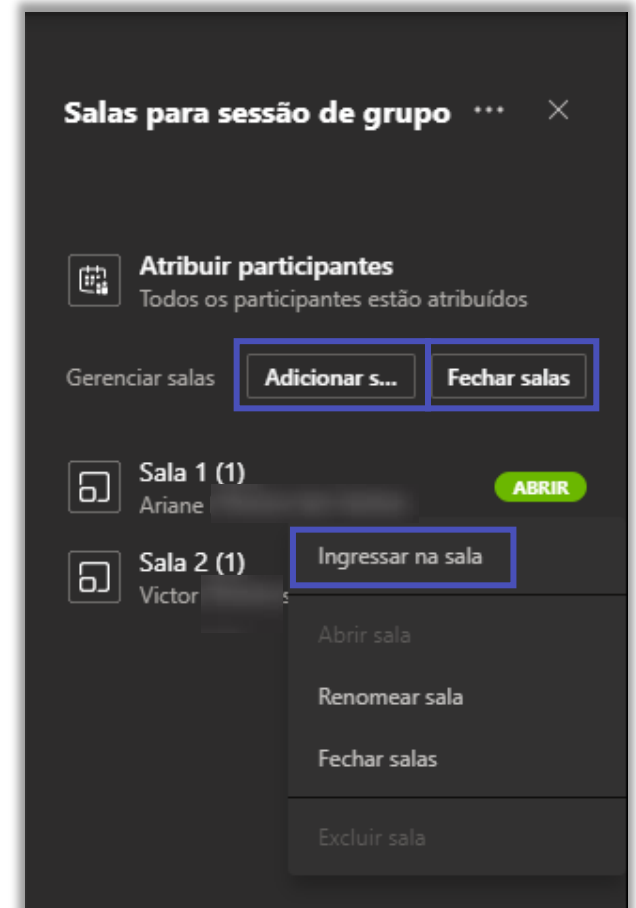 Salas para sessão de grupo ...
Atribuir participantes
Todos os participantes estão atribuídos
Gerenciar salas Adicionar s... Fechar salas
Sala 1 (1) ABRIR
Ariane
Sala 2 (1)
Victor
Ingressar na sala
Abrir sala
Renomear sala
Fechar salas
Excluir sala